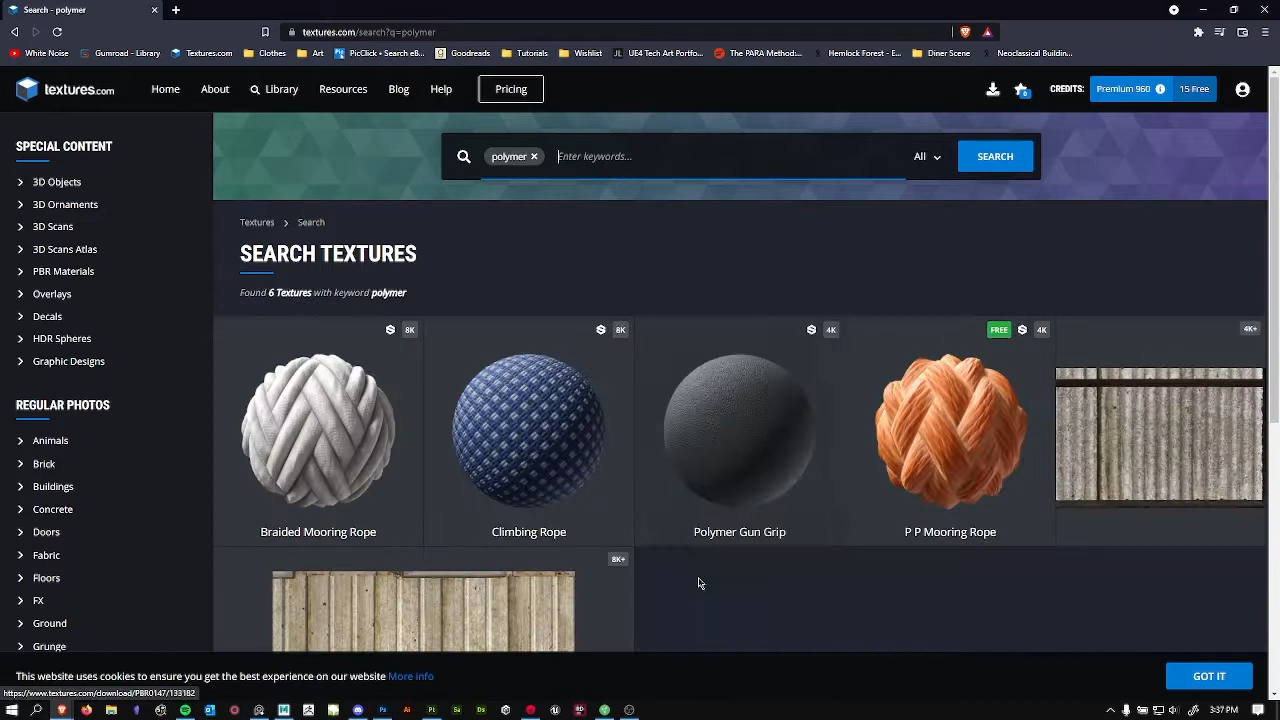 Search - polymer
textures.com/search?q=polymer
White Noise
Gumroad - Library
Textures.com
Clothing
Art
PicClick • Search eB...
Goodreads
Tutorials
Wishlist
UE4 Tech Art Portfo...
The PARA Method:...
Hemlock Forest - E...
Diner Scene
Neoclassical Buildin...
textures.com
Home
About
Library
Resources
Blog
Help
Pricing
CREDITS:
Premium 960
15 Free
SPECIAL CONTENT
3D Objects
3D Ornaments
3D Scans
3D Scans Atlas
PBR Materials
Overlays
Decals
HDR Spheres
Graphic Designs
REGULAR PHOTOS
Animals
Brick
Buildings
Concrete
Doors
Fabric
Floors
FX
Ground
Grunge
polymer
Enter keywords...
All
SEARCH
Textures
Search
SEARCH TEXTURES
Found 6 Textures with keyword polymer
8K
8K
4K
FREE
4K
4K+
Braided Mooring Rope
Climbing Rope
Polymer Gun Grip
P P Mooring Rope
8K+
This website uses cookies to ensure you get the best experience on our website More info
GOT IT
https://www.textures.com/download/PBR0147/133182
3:37 PM